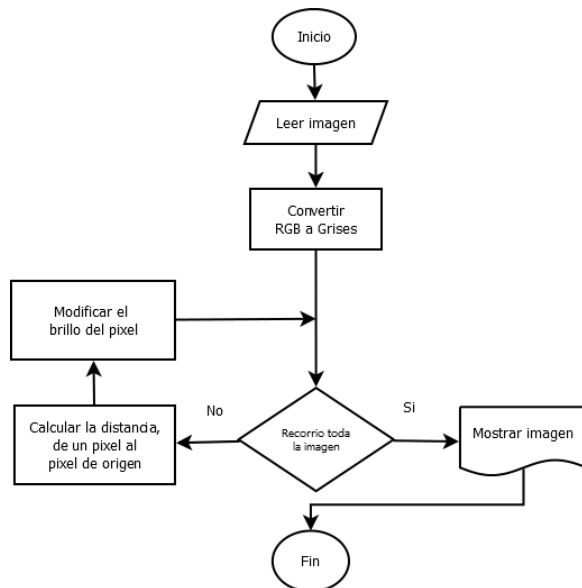 Inicio
Leer imagen
Convertir
RGB a Grises
Modificar el
brillo del pixel
No
Calcular la distancia,
de un pixel al
pixel de origen
Recorrio toda
la imagen
Si
Mostrar imagen
Fin